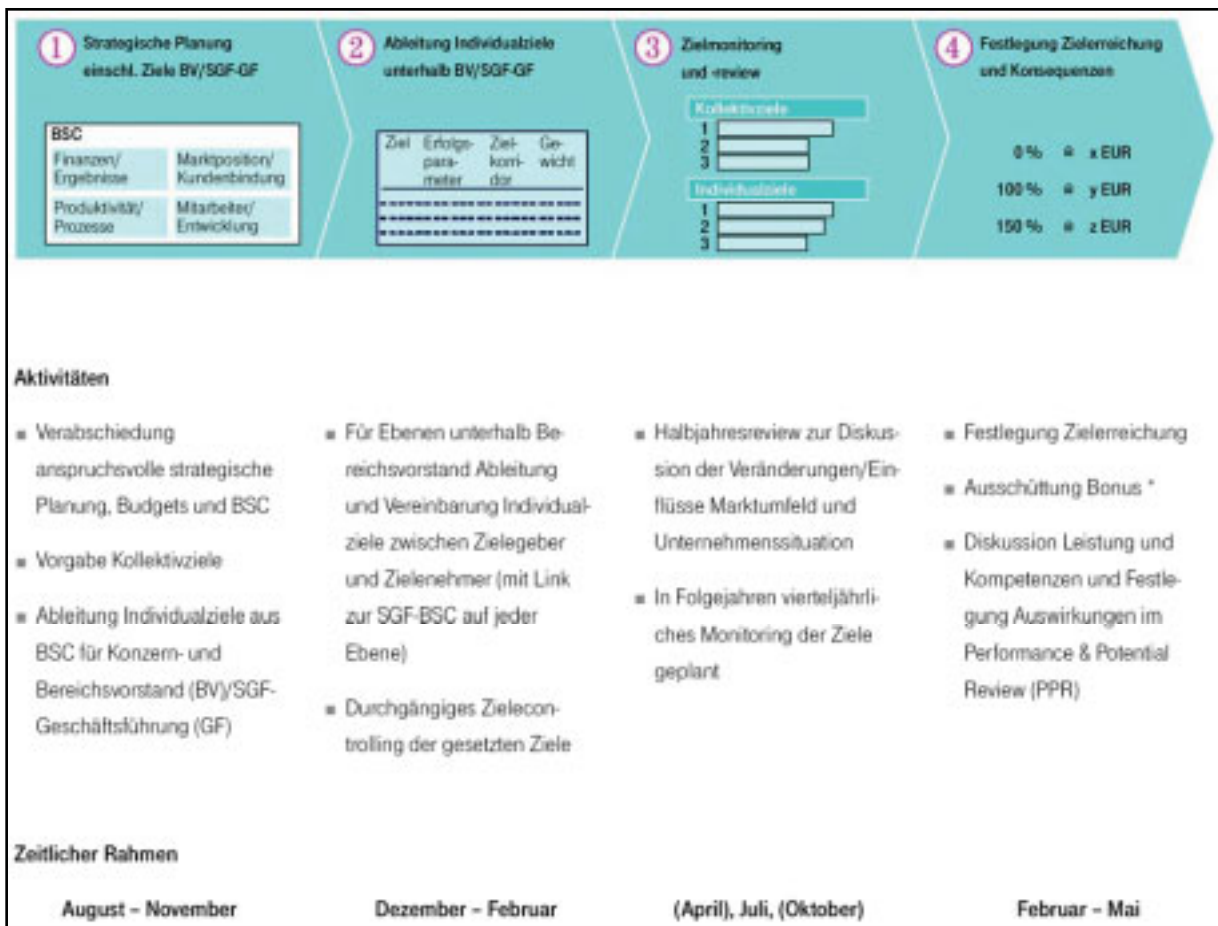 1 Strategische Planung
einschl. Ziele BV/SGF-GF
BSC
Finanzen/
Ergebnisse
Marktposition/
Kundenbindung
Produktivität/
Prozesse
Mitarbeiter/
Entwicklung
2 Ableitung Individualziele
unterhalb BV/SGF-GF
Ziel Erfolgs- Ziel- Ge-
para- korri- wicht
meter dor
3 Zielmonitoring
und -review
Kollektivziele
1
2
3
Individualziele
1
2
3
4 Festlegung Zielerreichung
und Konsequenzen
0 % x EUR
100 % y EUR
150 % z EUR
Aktivitäten
■ Verabschiedung
anspruchsvolle strategische
Planung, Budgets und BSC
■ Vorgabe Kollektivziele
■ Ableitung Individualziele aus
BSC für Konzern- und
Bereichsvorstand (BV)/SGF-
Geschäftsführung (GF)
■ Für Ebenen unterhalb Be-
reichsvorstand Ableitung
und Vereinbarung Individual-
ziele zwischen Zielegeber
und Zielenehmer (mit Link
zur SGF-BSC auf jeder
Ebene)
■ Durchgängiges Zielecon-
trolling der gesetzten Ziele
■ Halbjahresreview zur Diskus-
sion der Veränderungen/Ein-
flüsse Marktumfeld und
Unternehmenssituation
■ In Folgejahren vierteljährli-
ches Monitoring der Ziele
geplant
■ Festlegung Zielerreichung
■ Ausschüttung Bonus *
■ Diskussion Leistung und
Kompetenzen und Festle-
gung Auswirkungen im
Performance & Potential
Review (PPR)
Zeitlicher Rahmen
August – November
Dezember – Februar
(April), Juli, (Oktober)
Februar – Mai